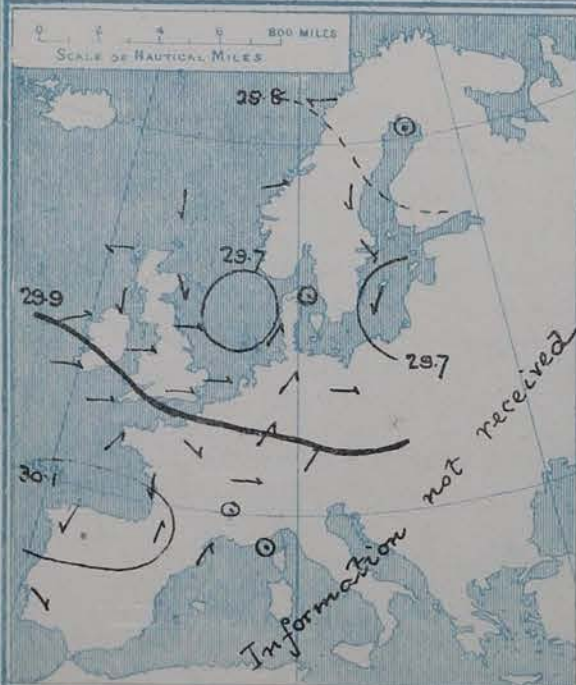 0 2 4 6 800 MILES
SCALE OF NAUTICAL MILES
29.8
29.7
29.9
29.7
30.1
Information not received